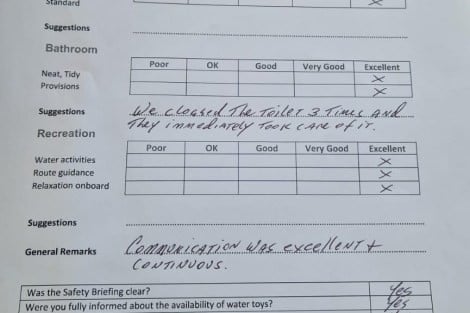 Standard X
Suggestions
Bathroom
Poor OK Good Very Good Excellent
Neat, Tidy X
Provisions X
Suggestions We clogged The Toilet 3 Times AND
They immediately TOOK CARE of iT.
Recreation
Poor OK Good Very Good Excellent
Water activities X
Route guidance X
Relaxation onboard X
Suggestions
General Remarks Communication was excellent +
continuous.
Was the Safety Briefing clear? Yes
Were you fully informed about the availability of water toys? Yes